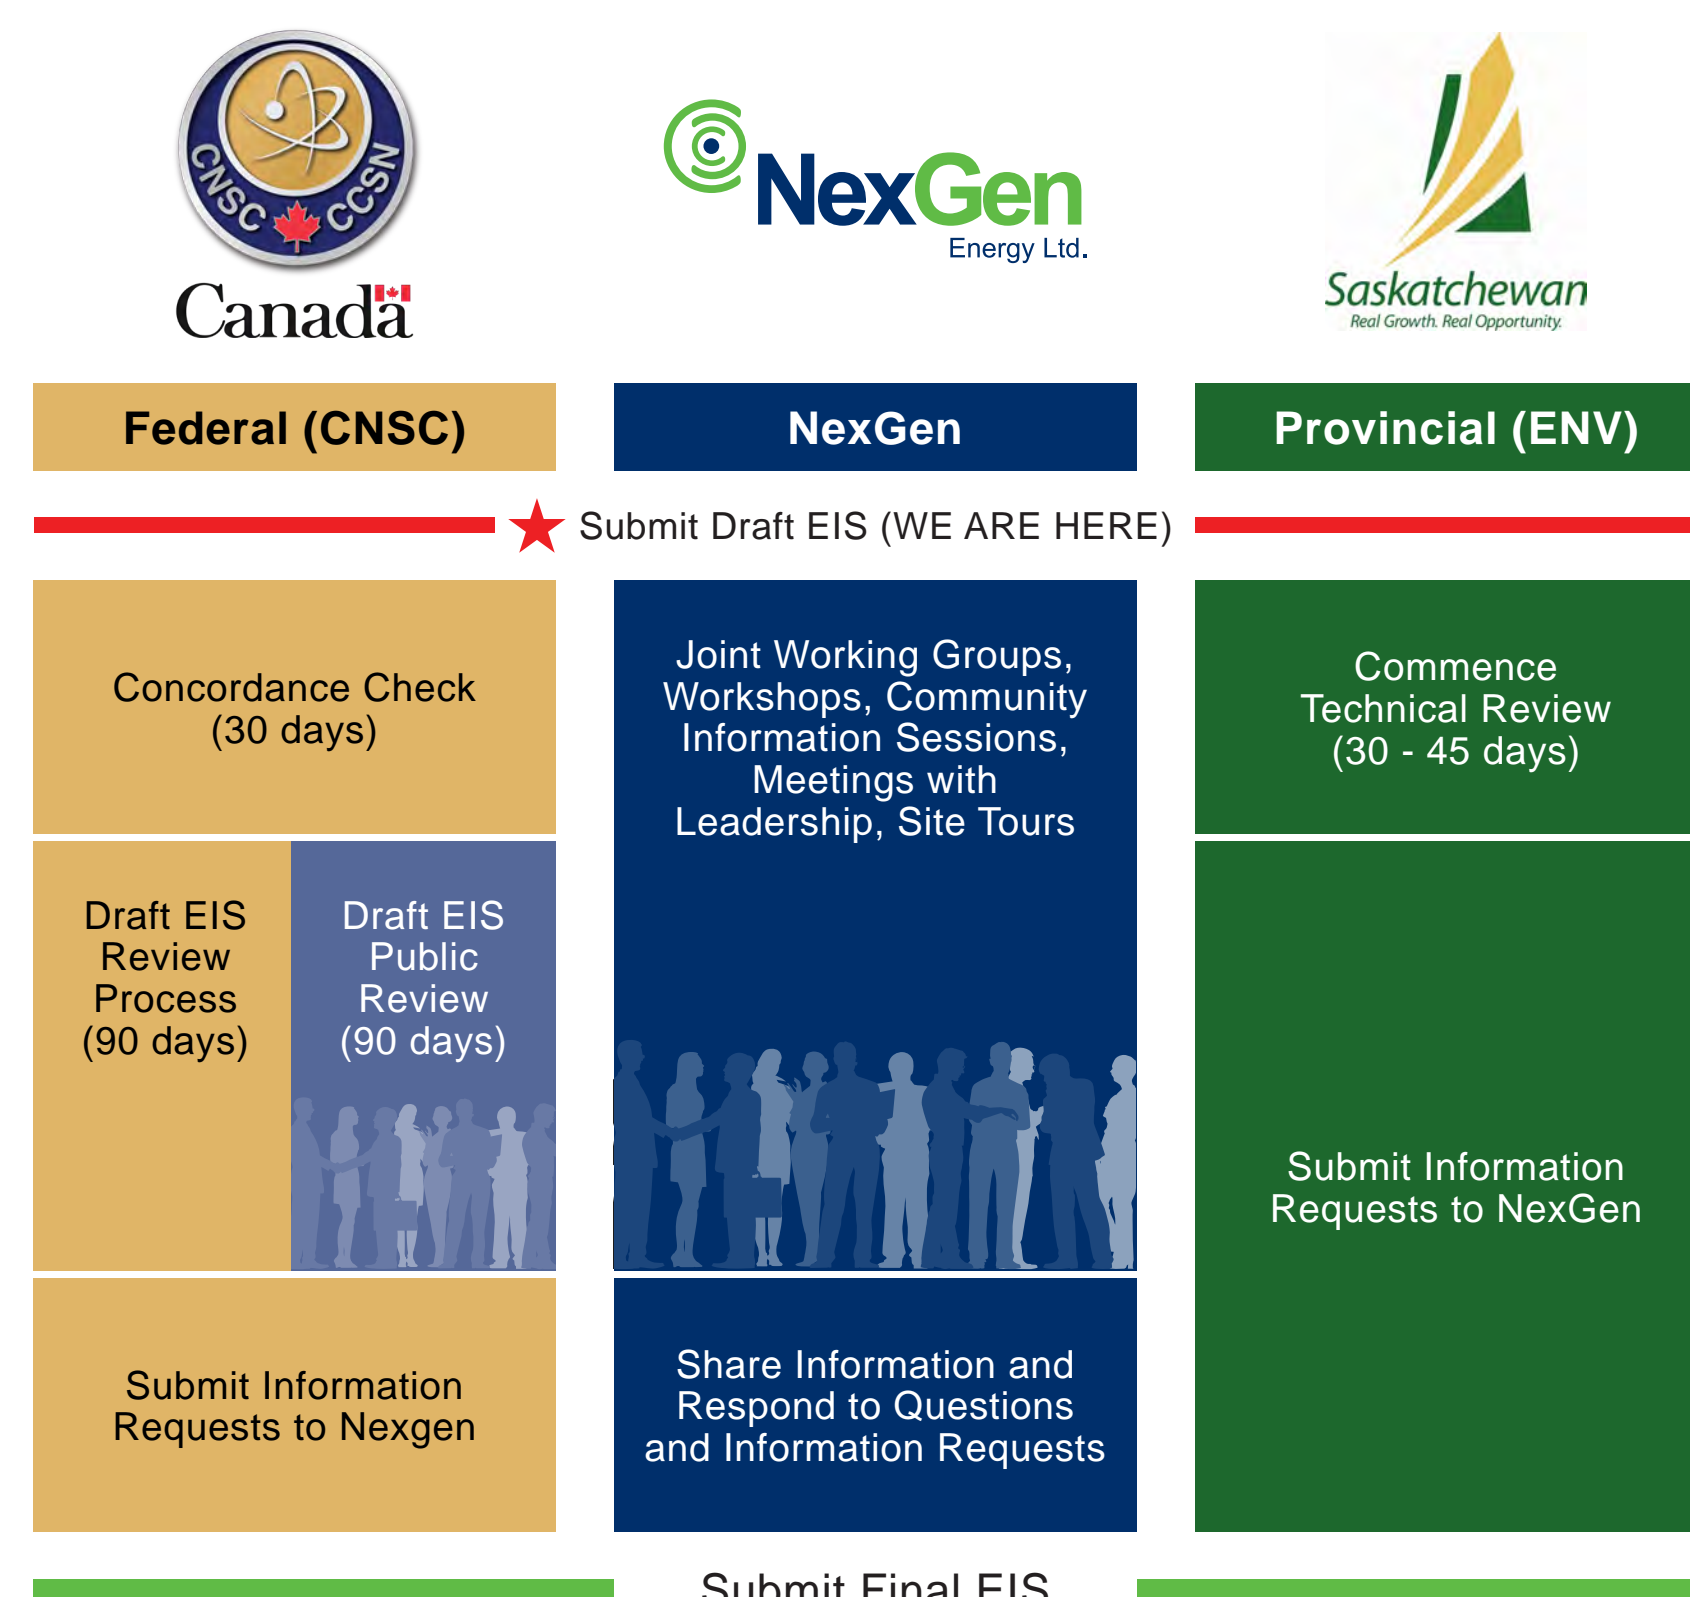 CNSC CCSN
Canada
NexGen
Energy Ltd.
Saskatchewan
Real Growth. Real Opportunity.
Federal (CNSC)
NexGen
Provincial (ENV)
Submit Draft EIS (WE ARE HERE)
Concordance Check
(30 days)
Joint Working Groups,
Workshops, Community
Information Sessions,
Meetings with
Leadership, Site Tours
Commence
Technical Review
(30 - 45 days)
Draft EIS
Review
Process
(90 days)
Draft EIS
Public
Review
(90 days)
Submit Information
Requests to NexGen
Submit Information
Requests to Nexgen
Share Information and
Respond to Questions
and Information Requests
Submit Final EIS